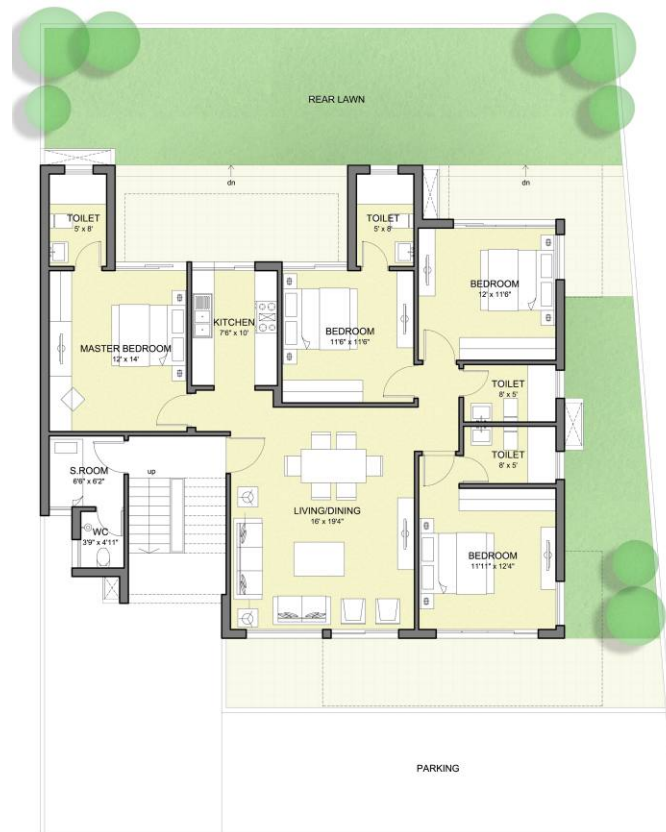 REAR LAWN
dn
dn
TOILET
5' x 8'
TOILET
5' x 8'
BEDROOM
12' x 11'6"
KITCHEN
7'6" x 10'
BEDROOM
11'6" x 11'6"
MASTER BEDROOM
12' x 14'
TOILET
8' x 5'
TOILET
8' x 5'
S.ROOM
6'6" x 6'2"
up
LIVING/DINING
16' x 19'4"
WC
3'9" x 4'11"
BEDROOM
11'11" x 12'4"
PARKING